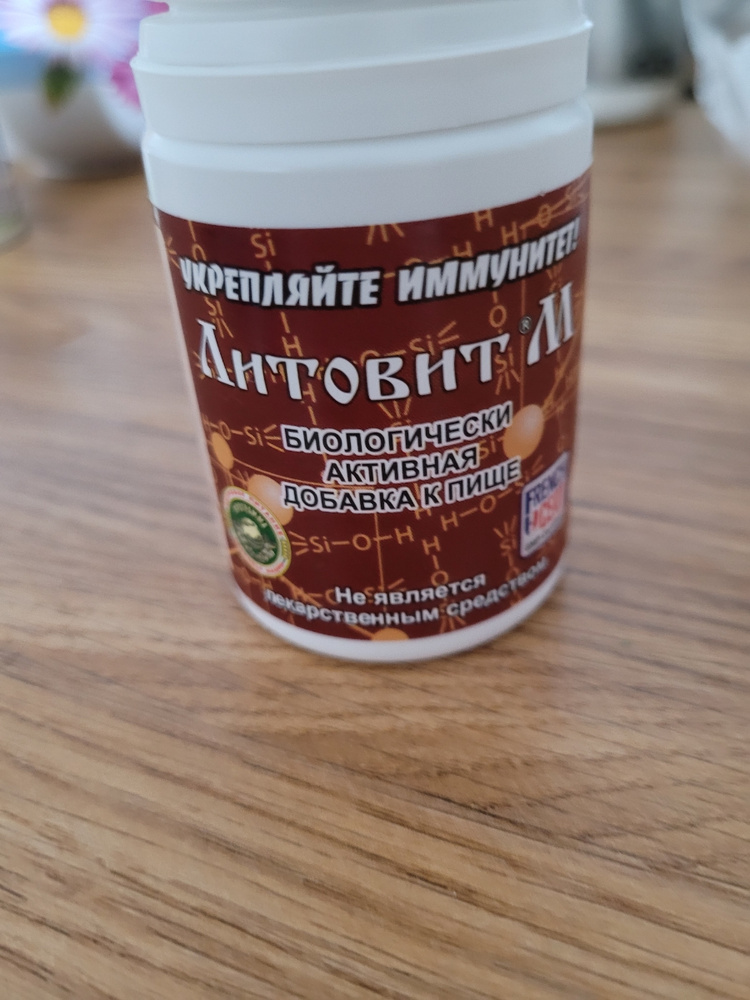 УКРЕПЛЯЙТЕ ИММУНИТЕТ!
Литовит® М
БИОЛОГИЧЕСКИ
АКТИВНАЯ
ДОБАВКА К ПИЩЕ
Не является
лекарственным средством